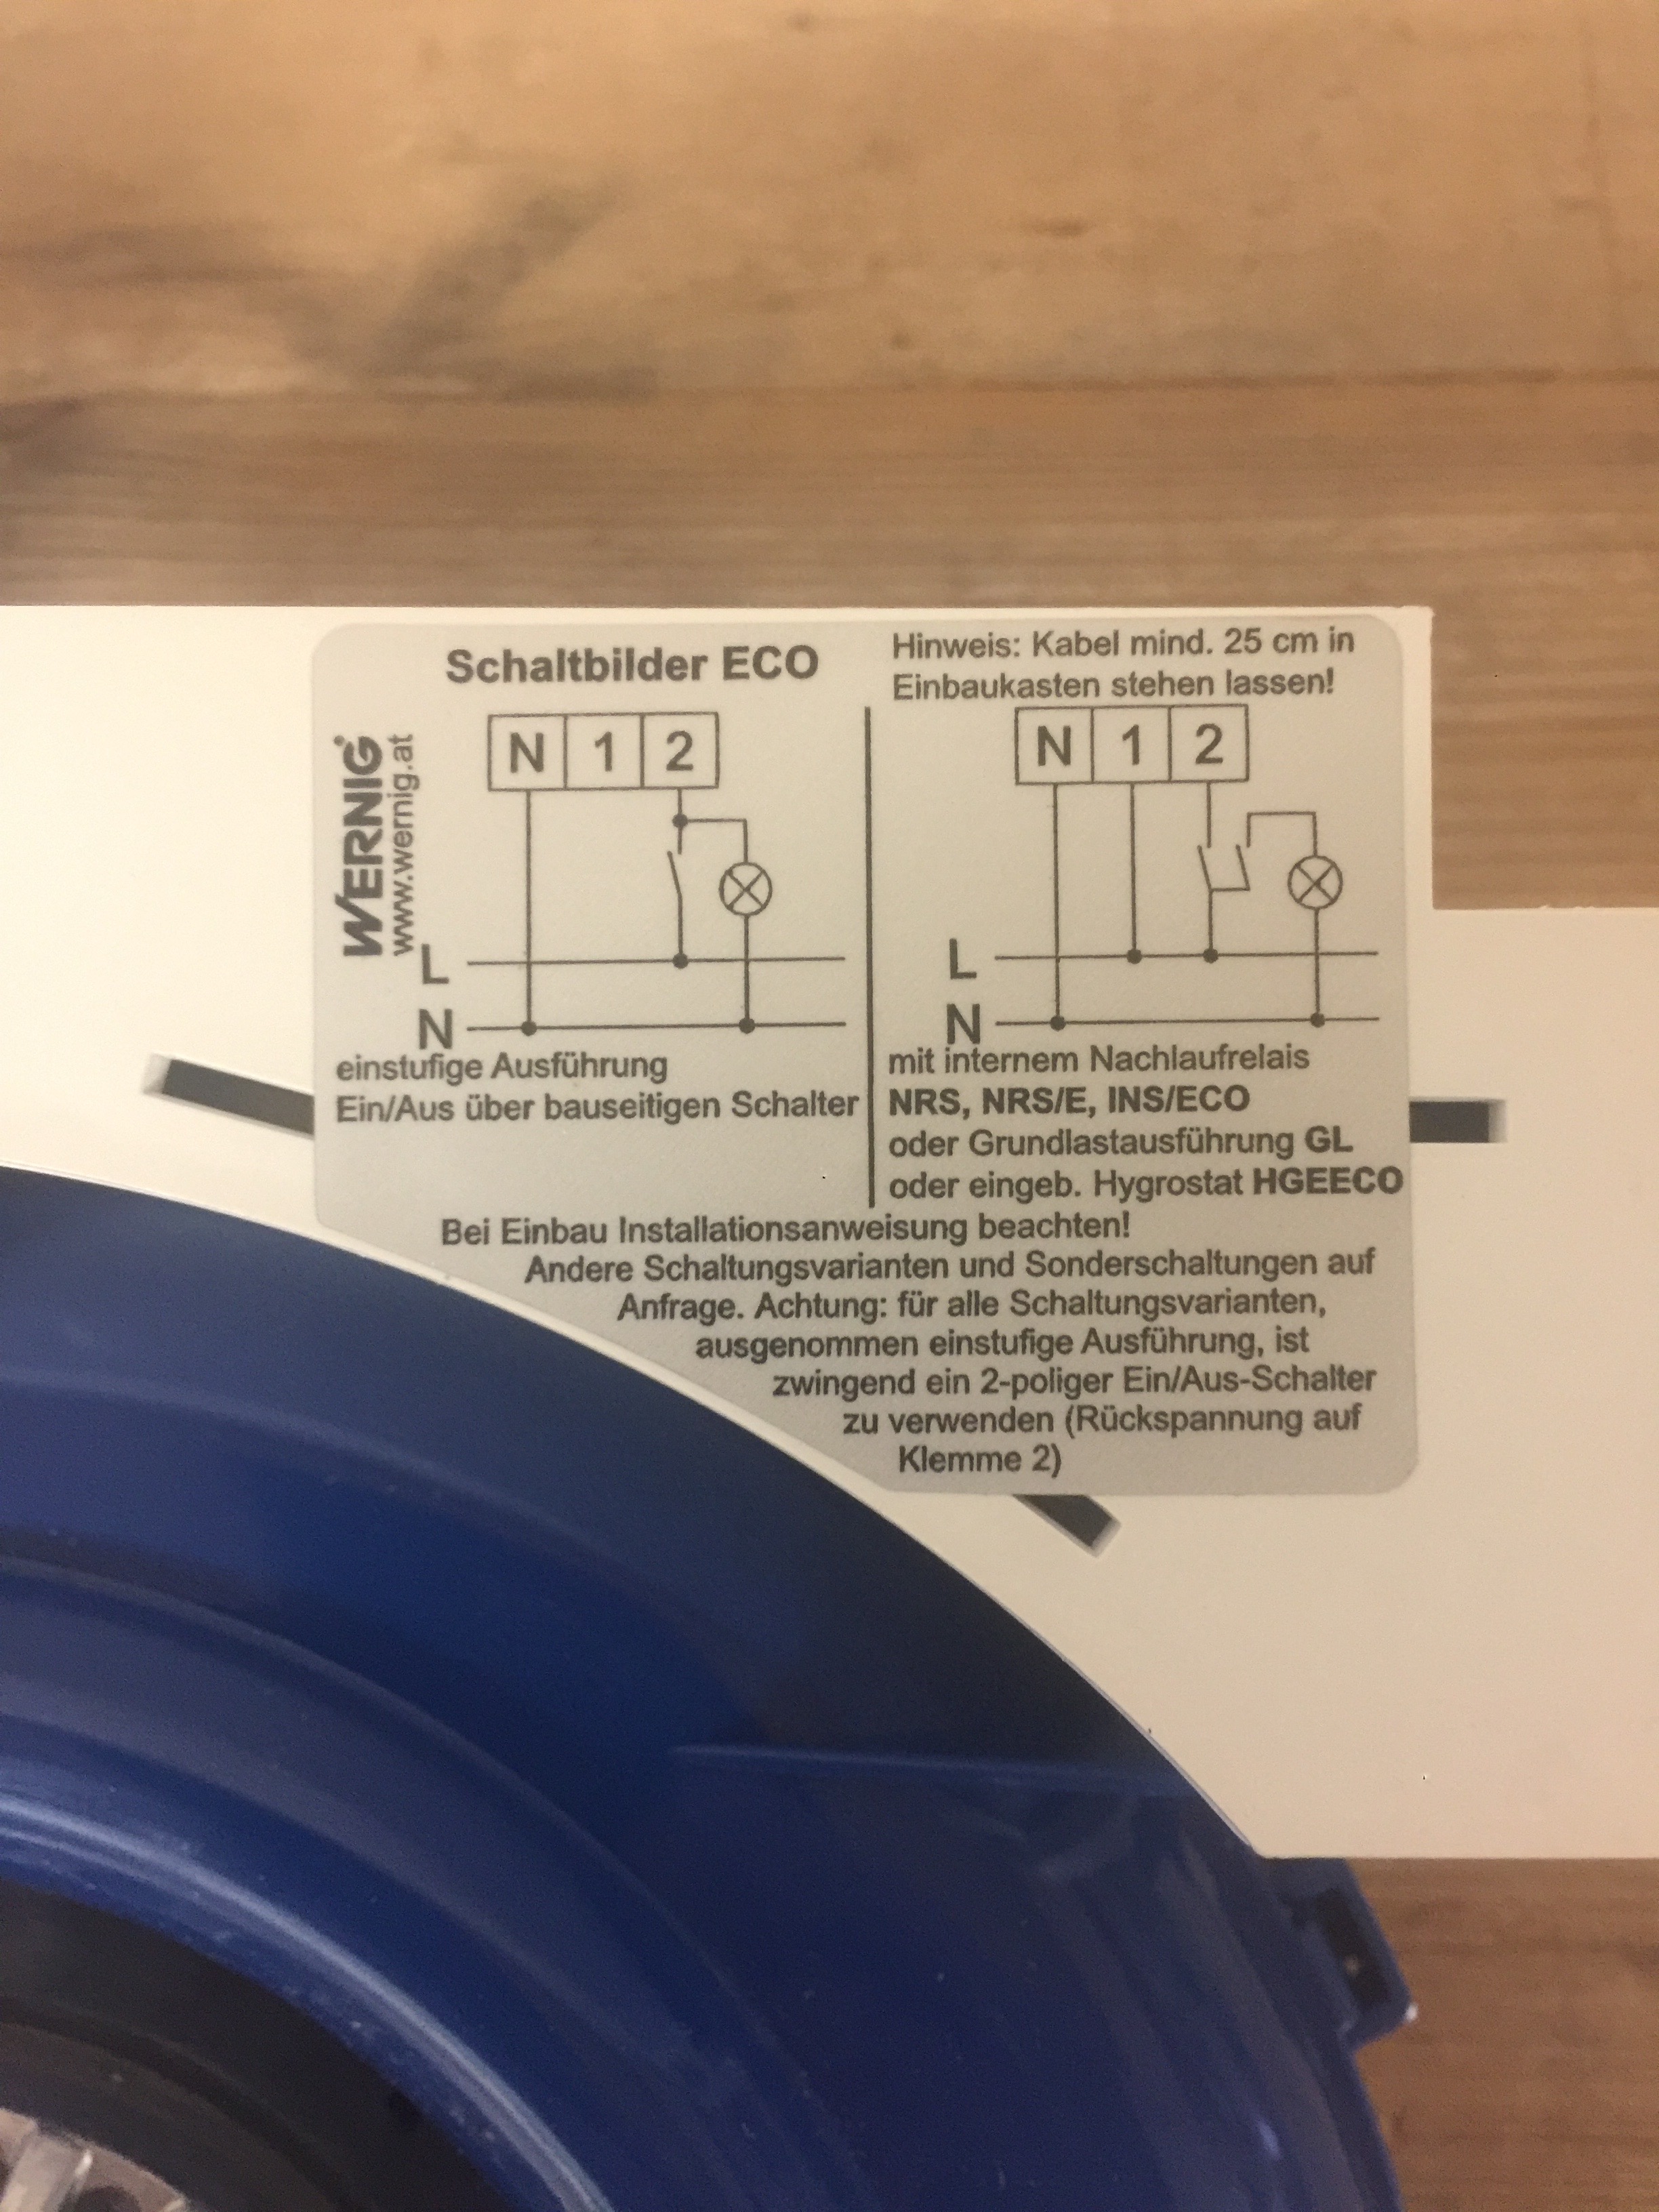 Schaltbilder ECO
WERNIG
www.wernig.at
N 1 2
L
N
einstufige Ausführung
Ein/Aus über bauseitigen Schalter
Hinweis: Kabel mind. 25 cm in
Einbaukasten stehen lassen!
N 1 2
L
N
mit internem Nachlaufrelais
NRS, NRS/E, INS/ECO
oder Grundlastausführung GL
oder eingeb. Hygrostat HGEECO
Bei Einbau Installationsanweisung beachten!
Andere Schaltungsvarianten und Sonderschaltungen auf
Anfrage. Achtung: für alle Schaltungsvarianten,
ausgenommen einstufige Ausführung, ist
zwingend ein 2-poliger Ein/Aus-Schalter
zu verwenden (Rückspannung auf
Klemme 2)